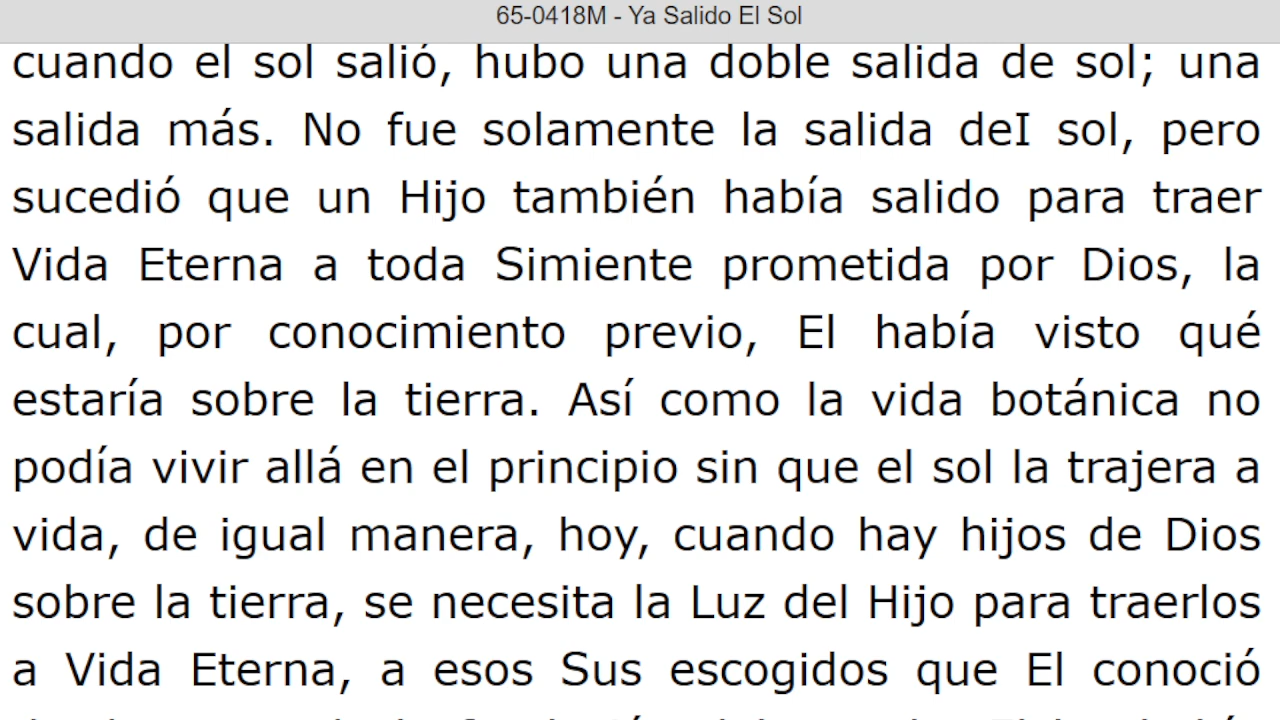 65-0418M - Ya Salido El Sol
cuando el sol salió, hubo una doble salida de sol; una
salida más. No fue solamente la salida deI sol, pero
sucedió que un Hijo también había salido para traer
Vida Eterna a toda Simiente prometida por Dios, la
cual, por conocimiento previo, El había visto qué
estaría sobre la tierra. Así como la vida botánica no
podía vivir allá en el principio sin que el sol la trajera a
vida, de igual manera, hoy, cuando hay hijos de Dios
sobre la tierra, se necesita la Luz del Hijo para traerlos
a Vida Eterna, a esos Sus escogidos que El conoció